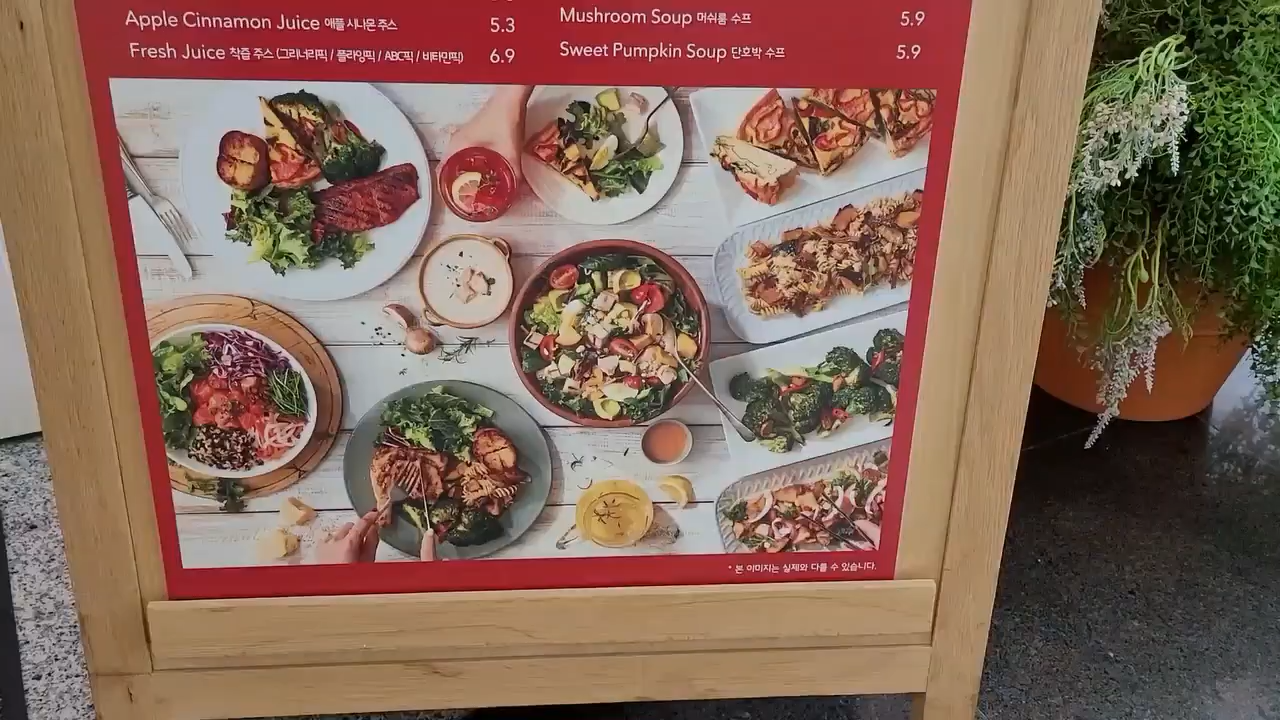 Apple Cinnamon Juice 애플 시나몬 주스 5.3
Fresh Juice 착즙 주스 (그리너리픽 / 플라잉픽 / ABC픽 / 비타민픽) 6.9
Mushroom Soup 머쉬룸 수프 5.9
Sweet Pumpkin Soup 단호박 수프 5.9
* 본 이미지는 실제와 다를 수 있습니다.